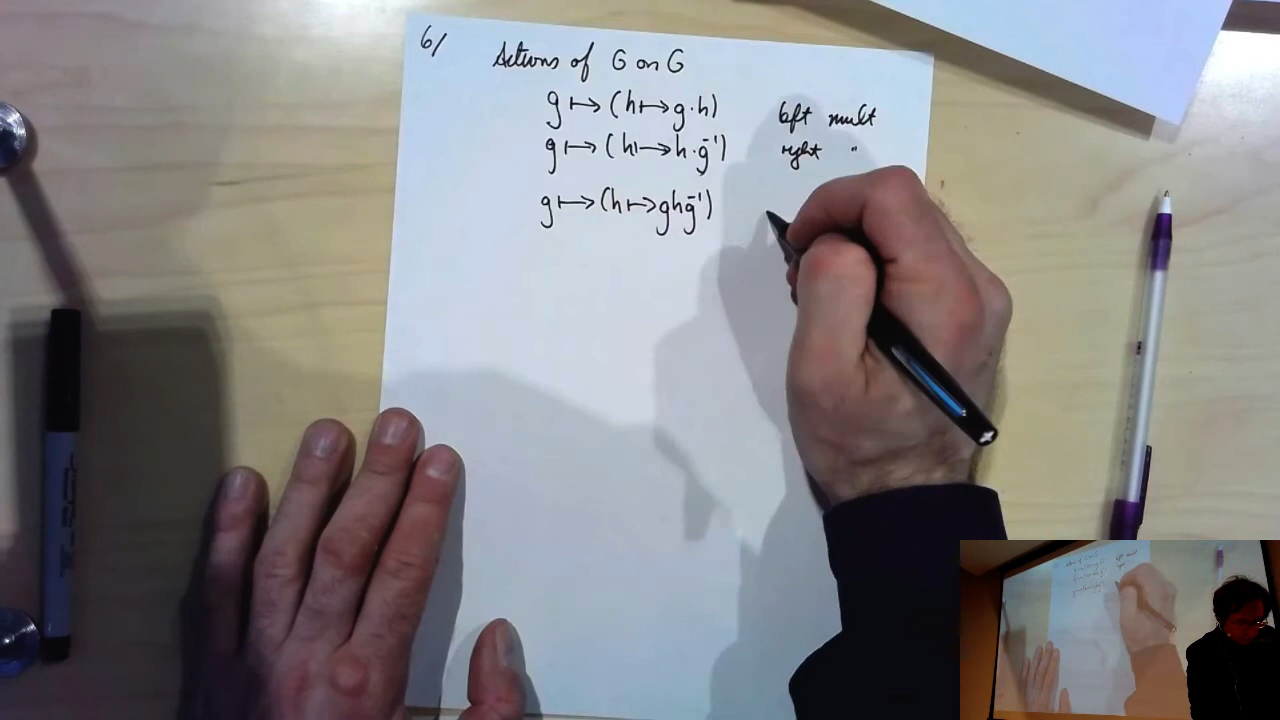 6/ Actions of G on G
g ↦ (h ↦ g·h) left mult
g ↦ (h ↦ h·g⁻¹) right "
g ↦ (h ↦ ghg⁻¹)